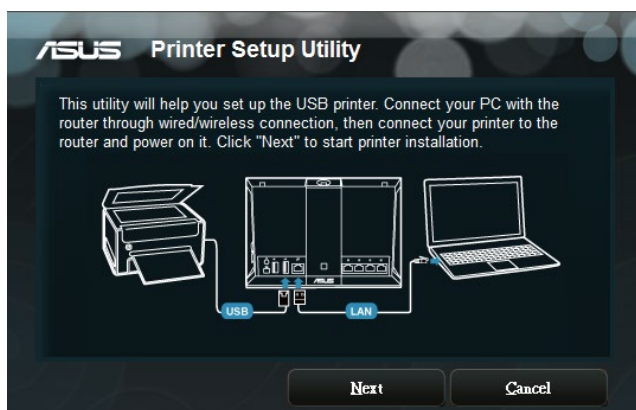 ASUS Printer Setup Utility
This utility will help you set up the USB printer. Connect your PC with the
router through wired/wireless connection, then connect your printer to the
router and power on it. Click "Next" to start printer installation.
ASUS
USB
LAN
Next
Cancel